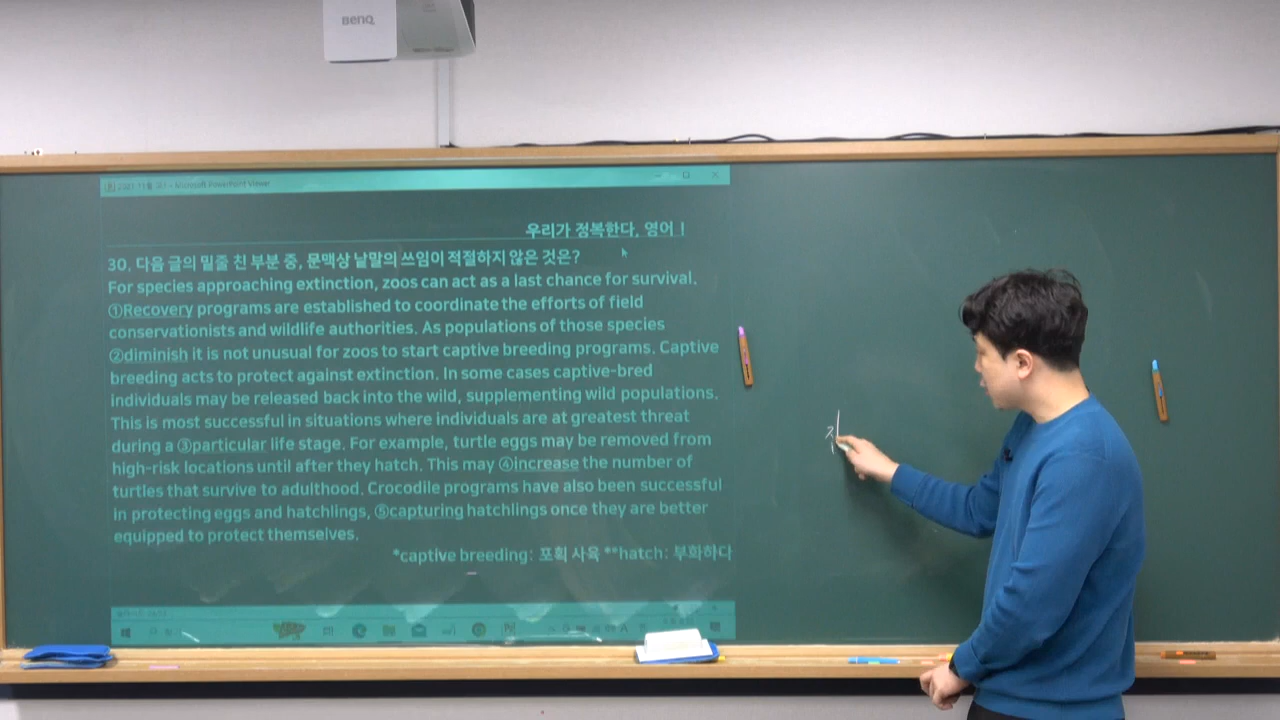 BenQ
Microsoft PowerPoint Viewer
우리가 정복한다, 영어 !
30. 다음 글의 밑줄 친 부분 중, 문맥상 낱말의 쓰임이 적절하지 않은 것은?
For species approaching extinction, zoos can act as a last chance for survival.
①Recovery programs are established to coordinate the efforts of field
conservationists and wildlife authorities. As populations of those species
②diminish it is not unusual for zoos to start captive breeding programs. Captive
breeding acts to protect against extinction. In some cases captive-bred
individuals may be released back into the wild, supplementing wild populations.
This is most successful in situations where individuals are at greatest threat
during a ③particular life stage. For example, turtle eggs may be removed from
high-risk locations until after they hatch. This may ④increase the number of
turtles that survive to adulthood. Crocodile programs have also been successful
in protecting eggs and hatchlings, ⑤capturing hatchlings once they are better
equipped to protect themselves.
*captive breeding: 포획 사육 **hatch: 부화하다